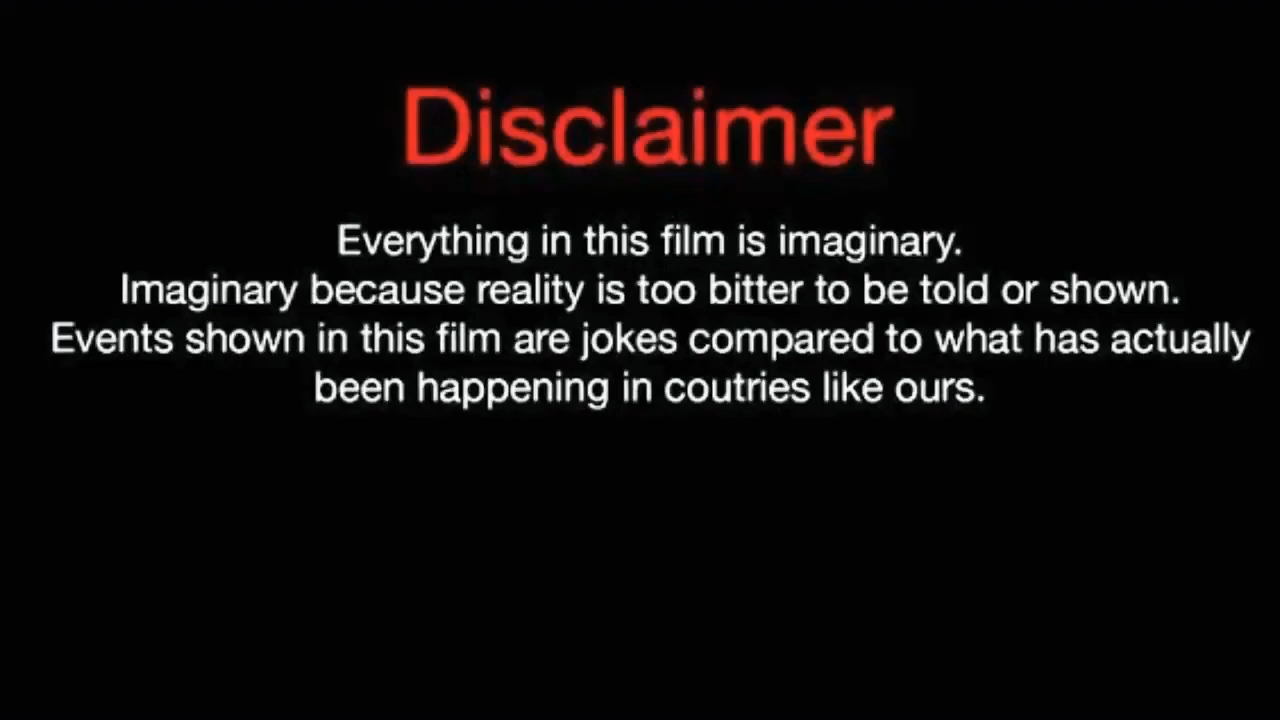 Disclaimer
Everything in this film is imaginary.
Imaginary because reality is too bitter to be told or shown.
Events shown in this film are jokes compared to what has actually
been happening in coutries like ours.